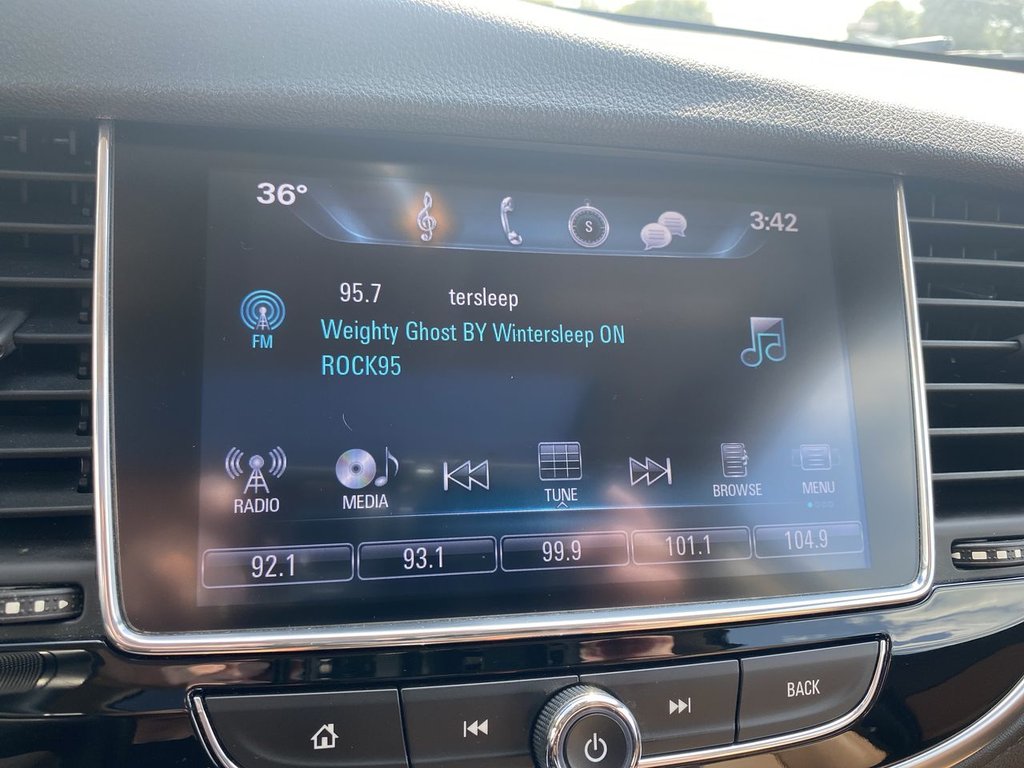 36° S 3:42
95.7 tersleep
FM Weighty Ghost BY Wintersleep ON
ROCK95
RADIO MEDIA TUNE BROWSE MENU
92.1 93.1 99.9 101.1 104.9
BACK